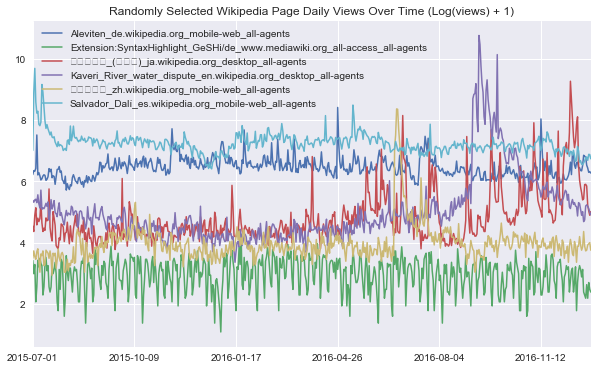 Randomly Selected Wikipedia Page Daily Views Over Time (Log(views) + 1)
Aleviten_de.wikipedia.org_mobile-web_all-agents
Extension:SyntaxHighlight_GeSHi/de_www.mediawiki.org_all-access_all-agents
□□□□□_(□□□)_ja.wikipedia.org_desktop_all-agents
Kaveri_River_water_dispute_en.wikipedia.org_desktop_all-agents
□□□□□_zh.wikipedia.org_mobile-web_all-agents
Salvador_Dalí_es.wikipedia.org_mobile-web_all-agents
10
8
6
4
2
2015-07-01 2015-10-09 2016-01-17 2016-04-26 2016-08-04 2016-11-12